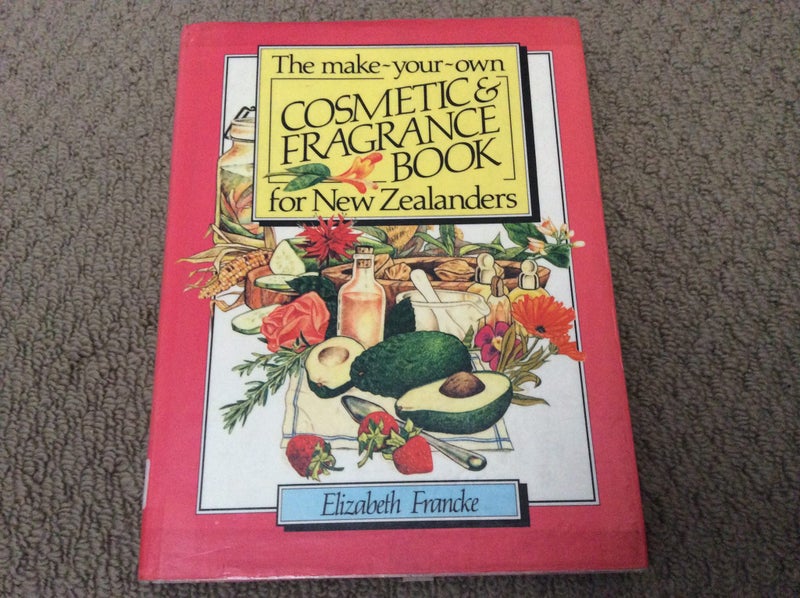 The make-your-own
COSMETIC &
FRAGRANCE
BOOK
for New Zealanders
Elizabeth Francke